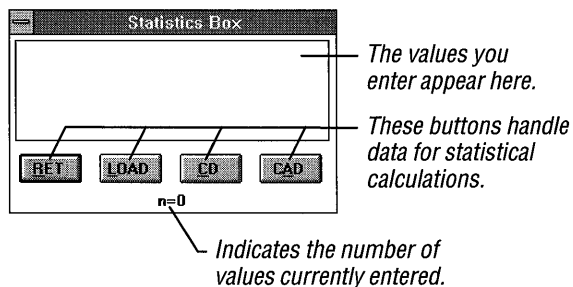 Statistics Box
The values you
enter appear here.
These buttons handle
data for statistical
calculations.
RET LOAD CD CAD
n=0
Indicates the number of
values currently entered.